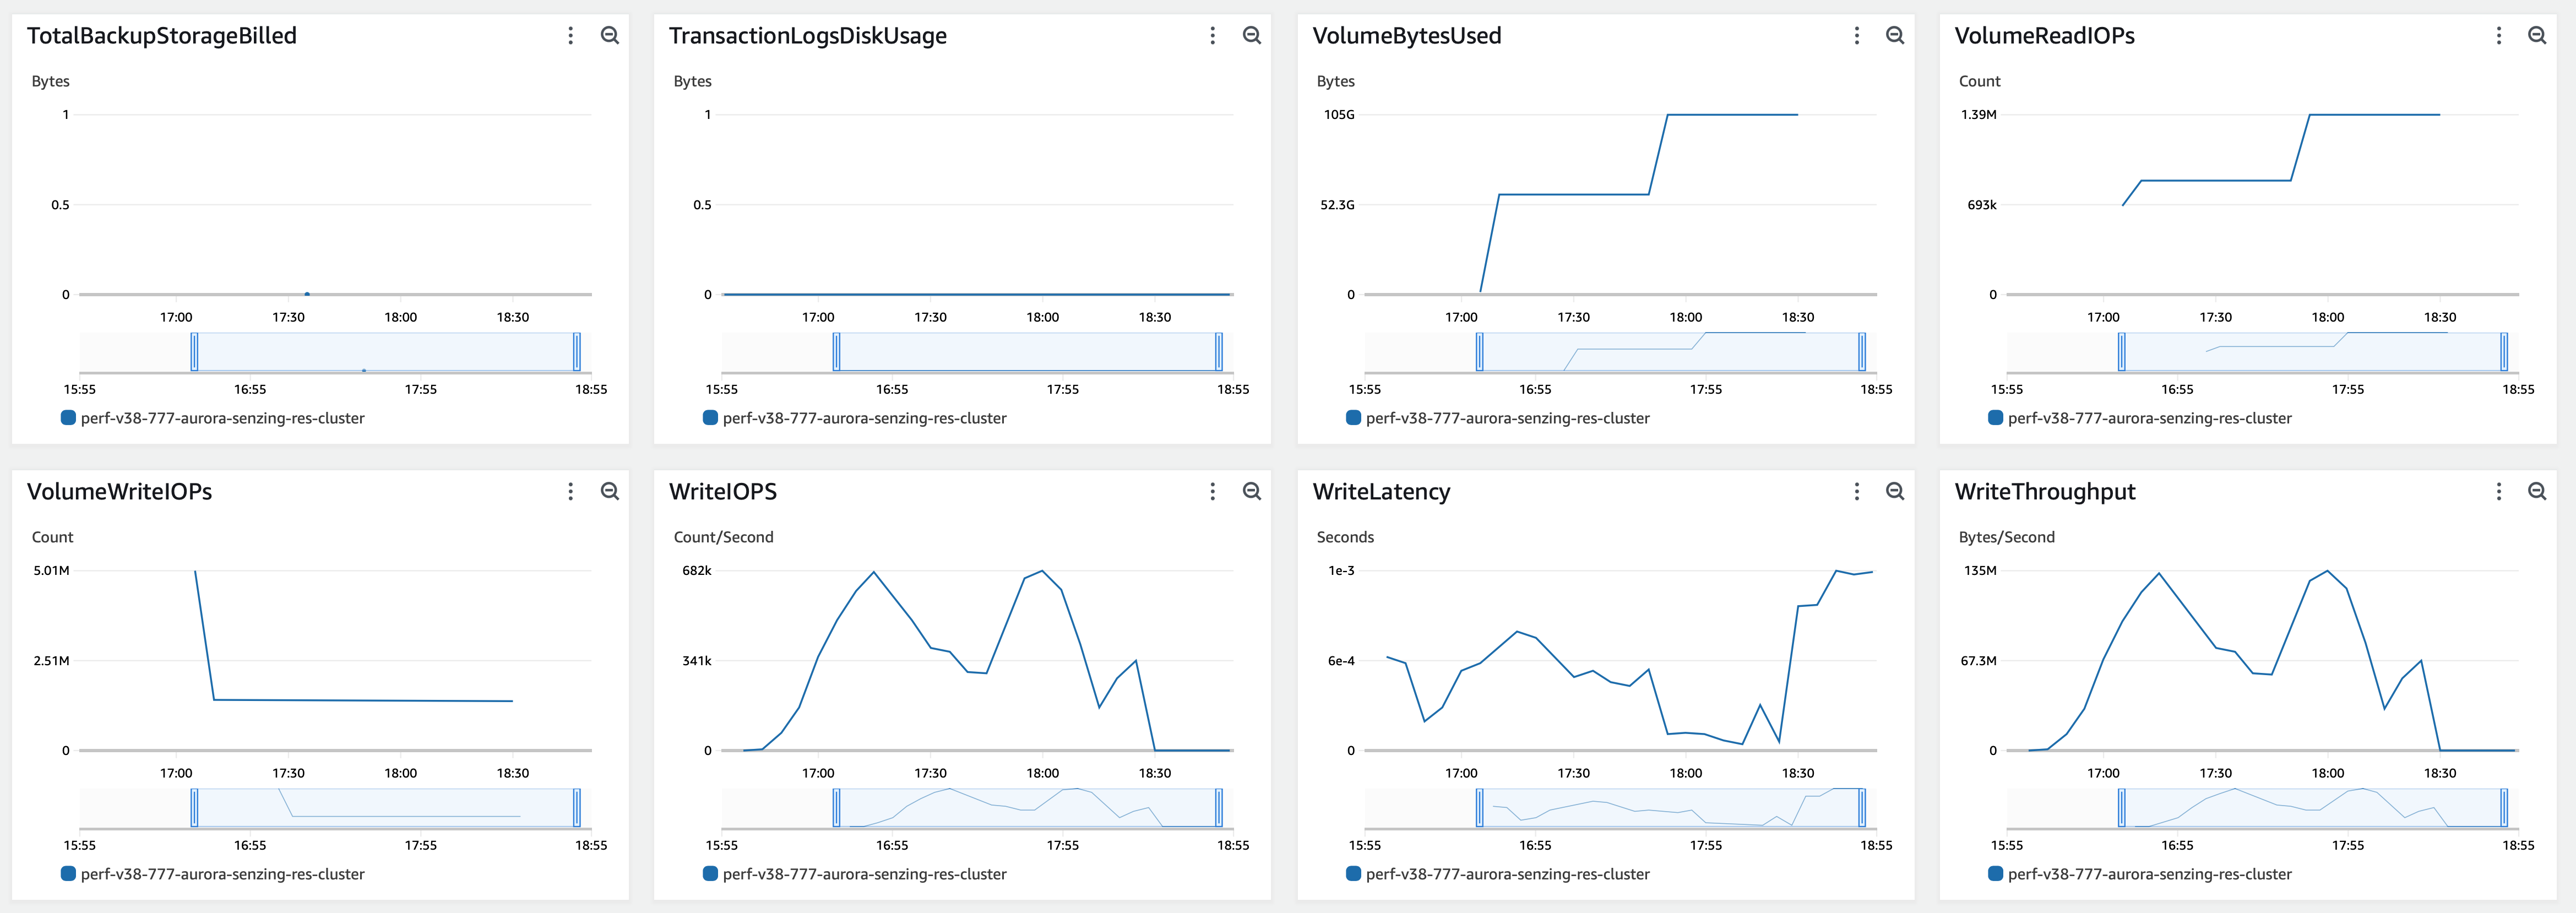 TotalBackupStorageBilled
Bytes
1
0.5
0
17:00 17:30 18:00 18:30
15:55 16:55 17:55 18:55
perf-v38-777-aurora-senzing-res-cluster
TransactionLogsDiskUsage
Bytes
1
0.5
0
17:00 17:30 18:00 18:30
15:55 16:55 17:55 18:55
perf-v38-777-aurora-senzing-res-cluster
VolumeBytesUsed
Bytes
105G
52.3G
0
17:00 17:30 18:00 18:30
15:55 16:55 17:55 18:55
perf-v38-777-aurora-senzing-res-cluster
VolumeReadIOPs
Count
1.39M
693k
0
17:00 17:30 18:00 18:30
15:55 16:55 17:55 18:55
perf-v38-777-aurora-senzing-res-cluster
VolumeWriteIOPs
Count
5.01M
2.51M
0
17:00 17:30 18:00 18:30
15:55 16:55 17:55 18:55
perf-v38-777-aurora-senzing-res-cluster
WriteIOPS
Count/Second
682k
341k
0
17:00 17:30 18:00 18:30
15:55 16:55 17:55 18:55
perf-v38-777-aurora-senzing-res-cluster
WriteLatency
Seconds
1e-3
6e-4
0
17:00 17:30 18:00 18:30
15:55 16:55 17:55 18:55
perf-v38-777-aurora-senzing-res-cluster
WriteThroughput
Bytes/Second
135M
67.3M
0
17:00 17:30 18:00 18:30
15:55 16:55 17:55 18:55
perf-v38-777-aurora-senzing-res-cluster